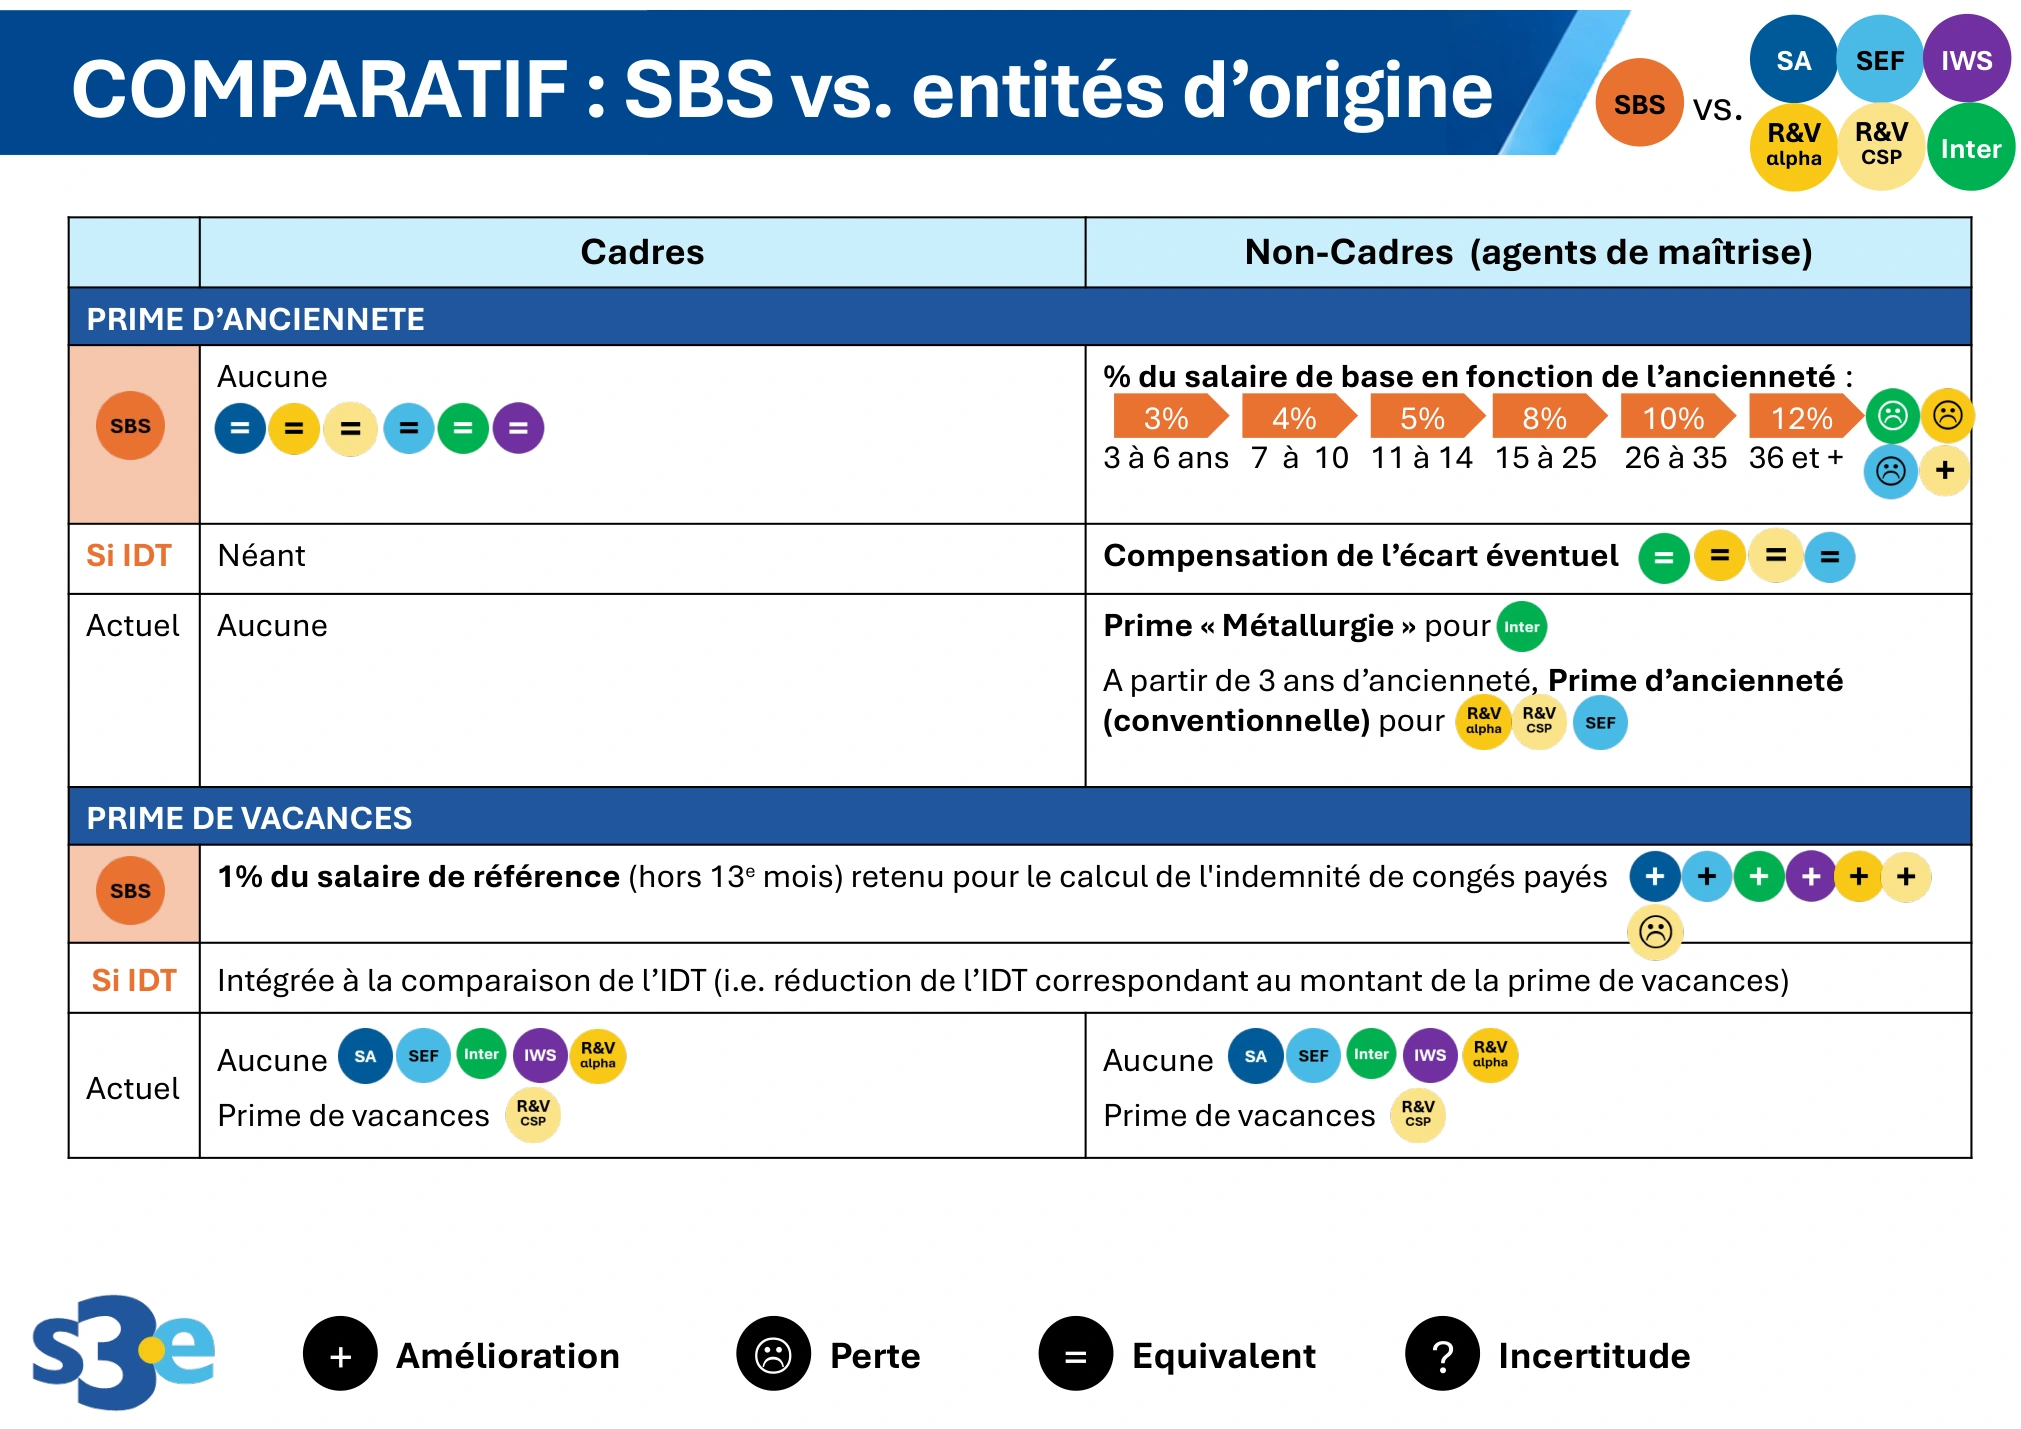 COMPARATIF : SBS vs. entités d’origine
SBS vs.
SA SEF IWS
R&V alpha R&V CSP Inter
Cadres
Non-Cadres (agents de maîtrise)
PRIME D’ANCIENNETE
SBS
Aucune
= = = = = =
% du salaire de base en fonction de l’ancienneté :
3% 4% 5% 8% 10% 12% ☹ ☹
3 à 6 ans 7 à 10 11 à 14 15 à 25 26 à 35 36 et + ☹ +
Si IDT
Néant
Compensation de l’écart éventuel = = = =
Actuel
Aucune
Prime « Métallurgie » pour Inter
A partir de 3 ans d’ancienneté, Prime d’ancienneté
(conventionnelle) pour R&V alpha R&V CSP SEF
PRIME DE VACANCES
SBS
1% du salaire de référence (hors 13e mois) retenu pour le calcul de l'indemnité de congés payés + + + + + +
☹
Si IDT
Intégrée à la comparaison de l’IDT (i.e. réduction de l’IDT correspondant au montant de la prime de vacances)
Actuel
Aucune SA SEF Inter IWS R&V alpha
Prime de vacances R&V CSP
Aucune SA SEF Inter IWS R&V alpha
Prime de vacances R&V CSP
s3e
+ Amélioration ☹ Perte = Equivalent ? Incertitude